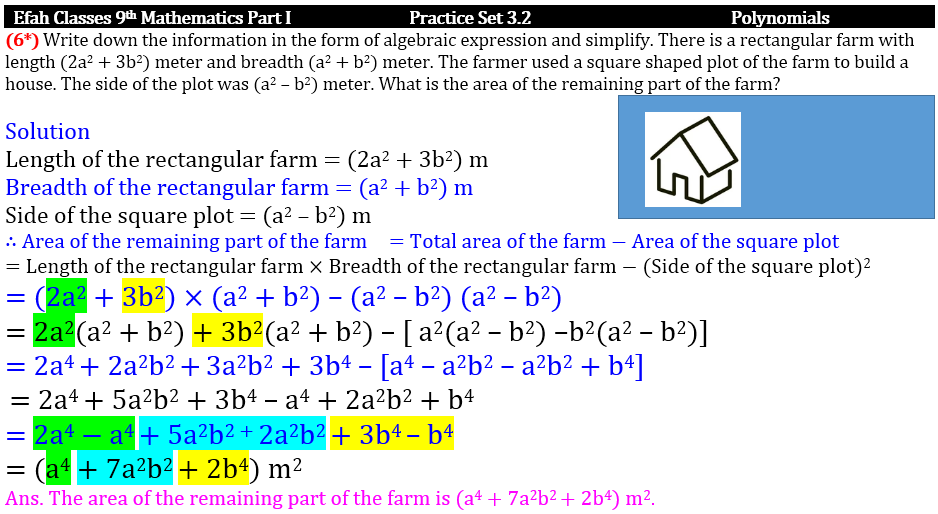 Efah Classes 9th Mathematics Part I Practice Set 3.2 Polynomials
(6*) Write down the information in the form of algebraic expression and simplify. There is a rectangular farm with
length (2a² + 3b²) meter and breadth (a² + b²) meter. The farmer used a square shaped plot of the farm to build a
house. The side of the plot was (a² – b²) meter. What is the area of the remaining part of the farm?
Solution
Length of the rectangular farm = (2a² + 3b²) m
Breadth of the rectangular farm = (a² + b²) m
Side of the square plot = (a² – b²) m
∴ Area of the remaining part of the farm = Total area of the farm − Area of the square plot
= Length of the rectangular farm × Breadth of the rectangular farm − (Side of the square plot)²
= (2a² + 3b²) × (a² + b²) – (a² – b²) (a² – b²)
= 2a²(a² + b²) + 3b²(a² + b²) – [ a²(a² – b²) –b²(a² – b²)]
= 2a⁴ + 2a²b² + 3a²b² + 3b⁴ – [a⁴ – a²b² – a²b² + b⁴]
= 2a⁴ + 5a²b² + 3b⁴ – a⁴ + 2a²b² + b⁴
= 2a⁴ − a⁴ + 5a²b² + 2a²b² + 3b⁴ – b⁴
= (a⁴ + 7a²b² + 2b⁴) m²
Ans. The area of the remaining part of the farm is (a⁴ + 7a²b² + 2b⁴) m².